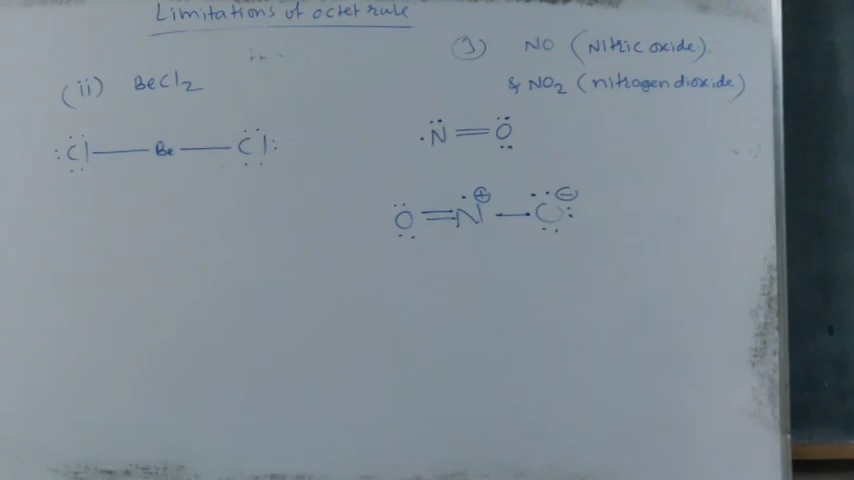 Limitations of octet rule
(ii) BeCl2
:Cl — Be — Cl:
3) NO (Nitric oxide)
& NO2 (nitrogen dioxide)
·N = O
O = N⊕ — O⊖